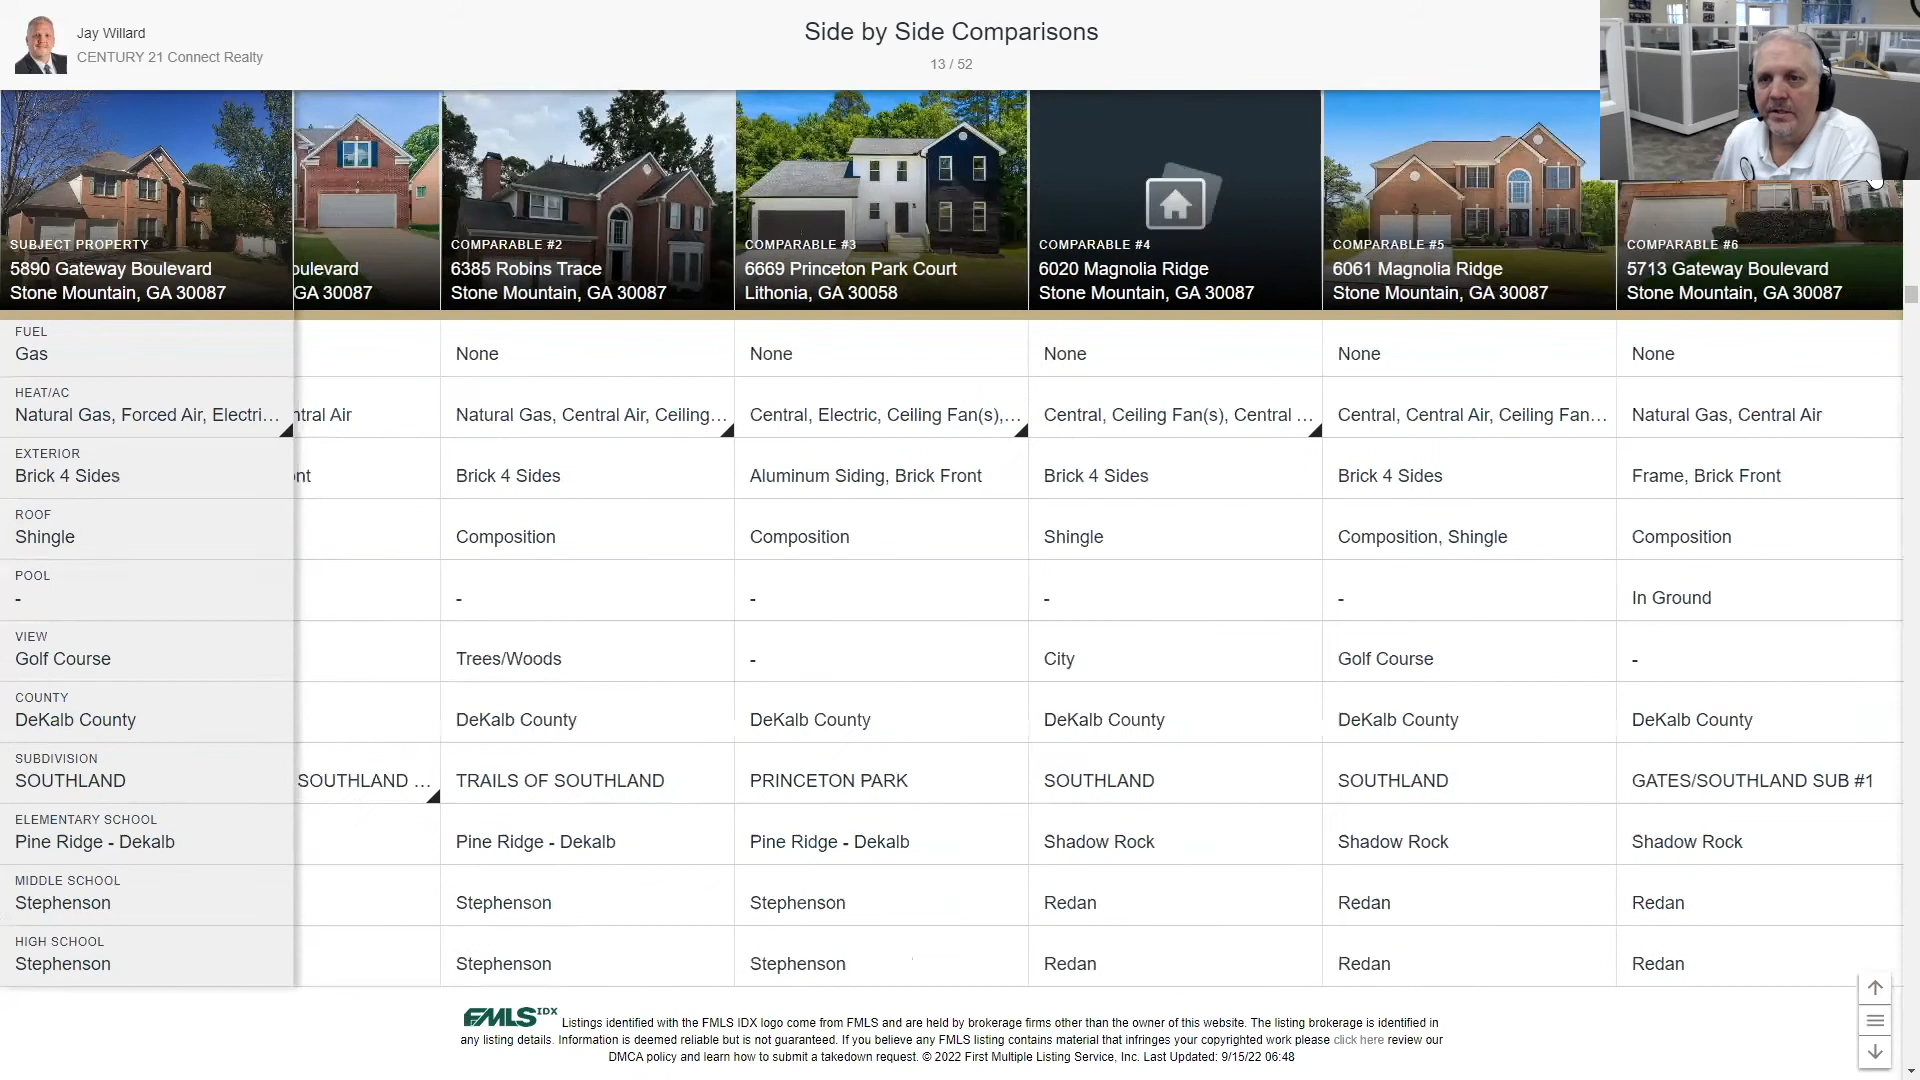 Jay Willard
CENTURY 21 Connect Realty
Side by Side Comparisons
13 / 52
SUBJECT PROPERTY
5890 Gateway Boulevard
Stone Mountain, GA 30087
oulevard
GA 30087
COMPARABLE #2
6385 Robins Trace
Stone Mountain, GA 30087
COMPARABLE #3
6669 Princeton Park Court
Lithonia, GA 30058
COMPARABLE #4
6020 Magnolia Ridge
Stone Mountain, GA 30087
COMPARABLE #5
6061 Magnolia Ridge
Stone Mountain, GA 30087
COMPARABLE #6
5713 Gateway Boulevard
Stone Mountain, GA 30087
FUEL
Gas None None None None None
HEAT/AC
Natural Gas, Forced Air, Electri... ntral Air Natural Gas, Central Air, Ceiling... Central, Electric, Ceiling Fan(s),... Central, Ceiling Fan(s), Central ... Central, Central Air, Ceiling Fan... Natural Gas, Central Air
EXTERIOR
Brick 4 Sides nt Brick 4 Sides Aluminum Siding, Brick Front Brick 4 Sides Brick 4 Sides Frame, Brick Front
ROOF
Shingle Composition Composition Shingle Composition, Shingle Composition
POOL
- - - - - In Ground
VIEW
Golf Course Trees/Woods - City Golf Course -
COUNTY
DeKalb County DeKalb County DeKalb County DeKalb County DeKalb County DeKalb County
SUBDIVISION
SOUTHLAND SOUTHLAND ... TRAILS OF SOUTHLAND PRINCETON PARK SOUTHLAND SOUTHLAND GATES/SOUTHLAND SUB #1
ELEMENTARY SCHOOL
Pine Ridge - Dekalb Pine Ridge - Dekalb Pine Ridge - Dekalb Shadow Rock Shadow Rock Shadow Rock
MIDDLE SCHOOL
Stephenson Stephenson Stephenson Redan Redan Redan
HIGH SCHOOL
Stephenson Stephenson Stephenson Redan Redan Redan
FMLS IDX Listings identified with the FMLS IDX logo come from FMLS and are held by brokerage firms other than the owner of this website. The listing brokerage is identified in
any listing details. Information is deemed reliable but is not guaranteed. If you believe any FMLS listing contains material that infringes your copyrighted work please click here review our
DMCA policy and learn how to submit a takedown request. © 2022 First Multiple Listing Service, Inc. Last Updated: 9/15/22 06:48